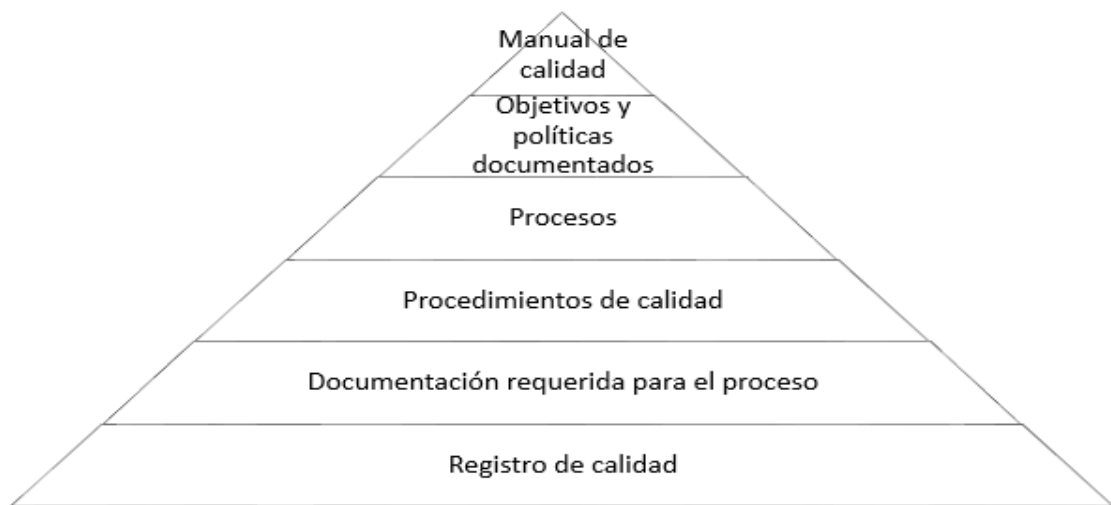 Manual de
calidad
Objetivos y
políticas
documentados
Procesos
Procedimientos de calidad
Documentación requerida para el proceso
Registro de calidad